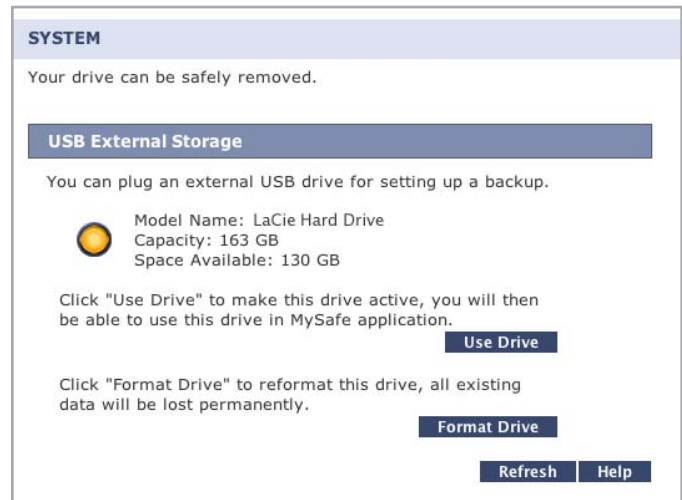 SYSTEM
Your drive can be safely removed.
USB External Storage
You can plug an external USB drive for setting up a backup.
Model Name: LaCie Hard Drive
Capacity: 163 GB
Space Available: 130 GB
Click "Use Drive" to make this drive active, you will then
be able to use this drive in MySafe application.
Use Drive
Click "Format Drive" to reformat this drive, all existing
data will be lost permanently.
Format Drive
Refresh Help